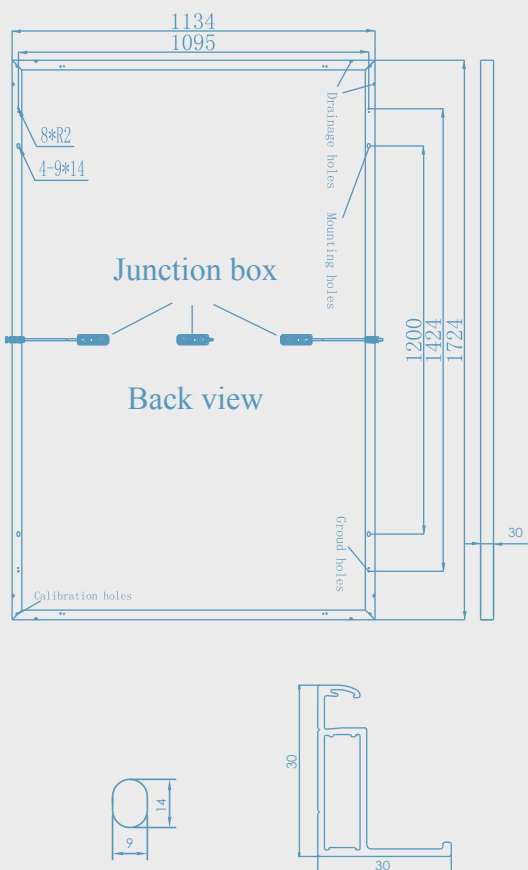 1134
1095
8*R2
4-9*14
Drainage holes
Mounting holes
Junction box
1200
1424
1724
Back view
30
Groud holes
Calibration holes
14
9
30
30